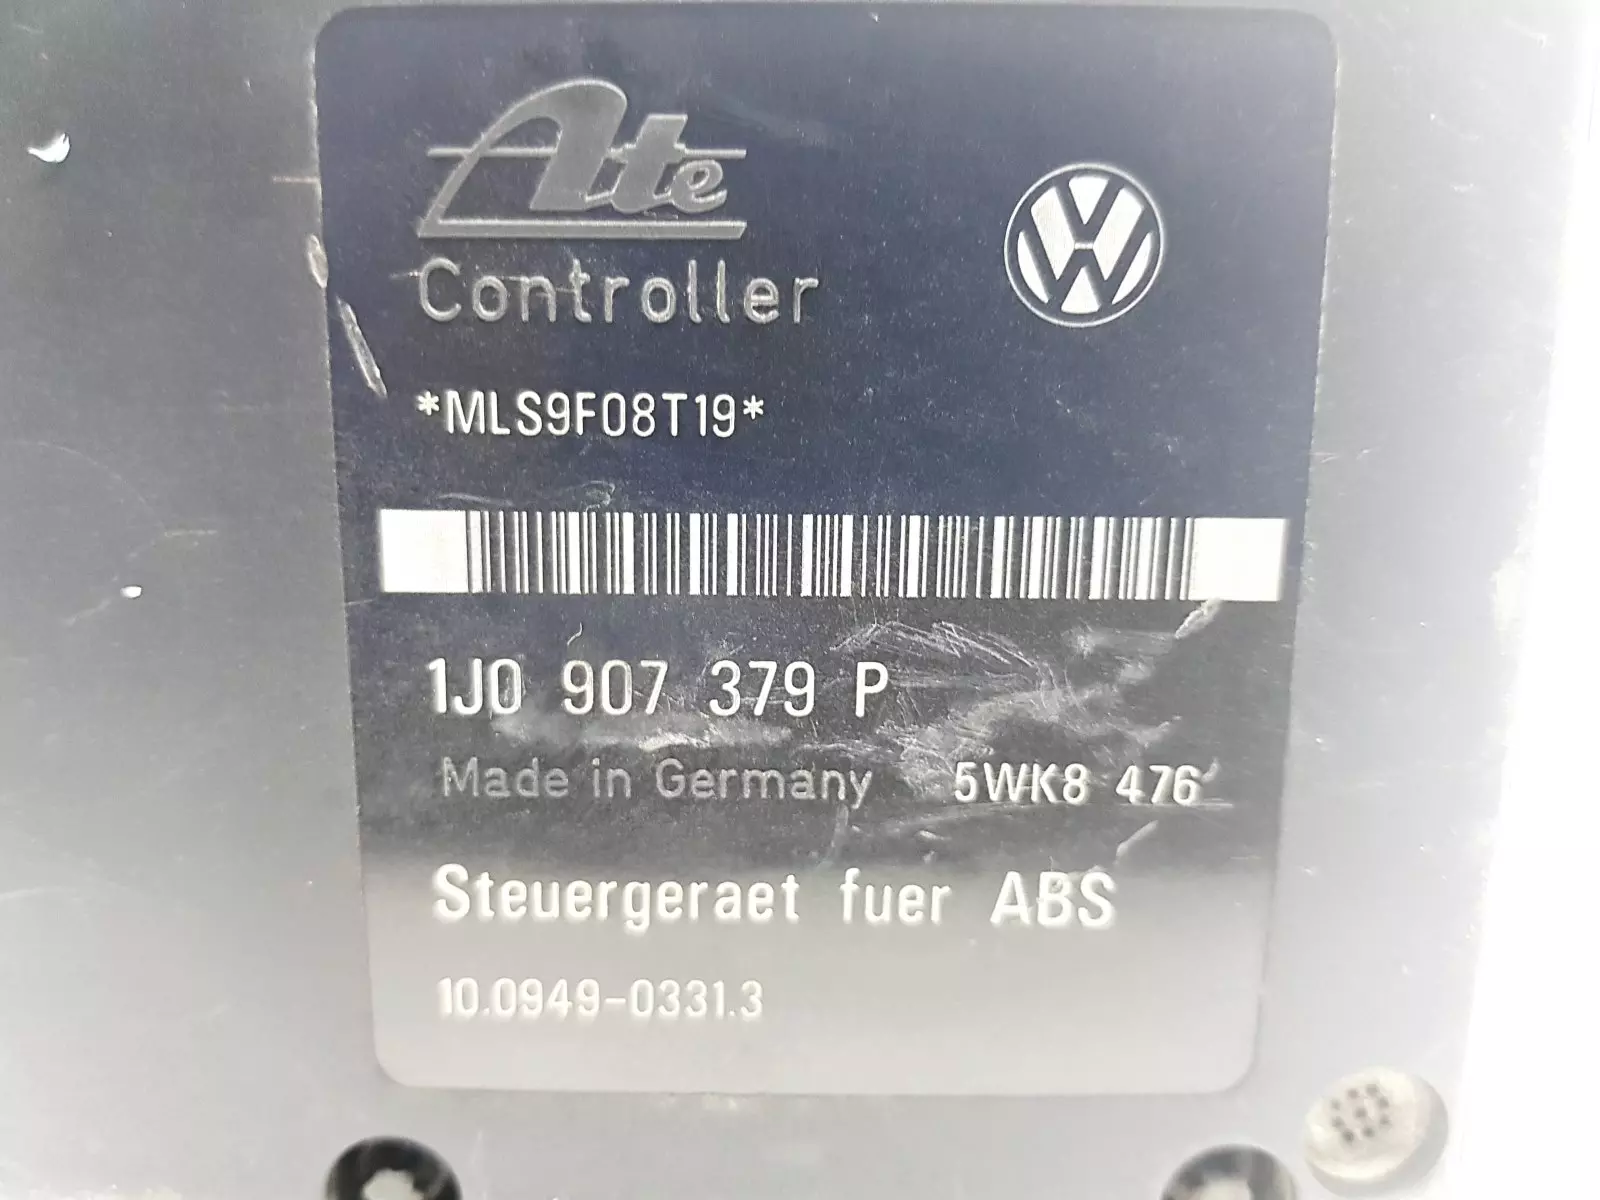 Ate
Controller
*MLS9F08T19*
1J0 907 379 P
Made in Germany 5WK8 476
Steuergeraet fuer ABS
10.0949-0331.3